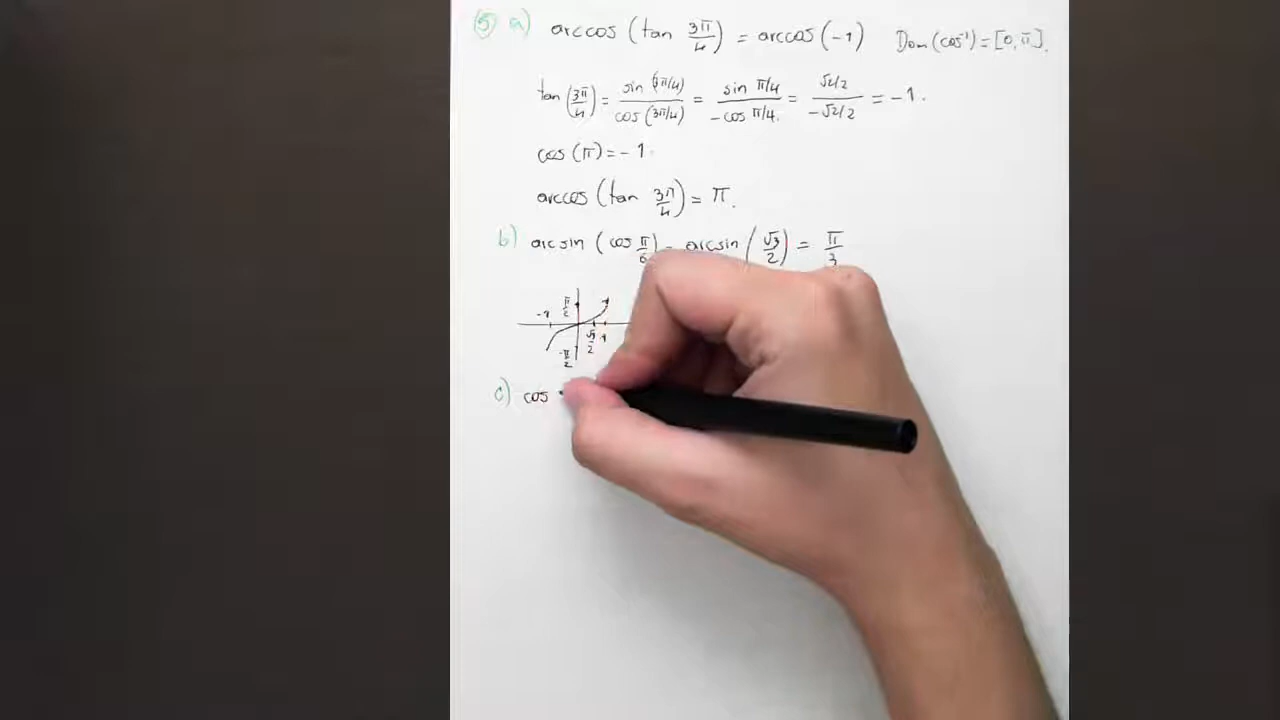 5 a) arccos (tan 3π/4) = arccos (-1) Dom (cos⁻¹) = [0, π].
tan (3π/4) = sin (3π/4)/cos (3π/4) = sin π/4/-cos π/4. = √2/2/-√2/2 = -1.
cos (π) = -1.
arccos (tan 3π/4) = π.
b) arcsin (cos π/6) = arcsin (√3/2) = π/3
-1 π/2 1
-π/2 √3/2 1
c) cos